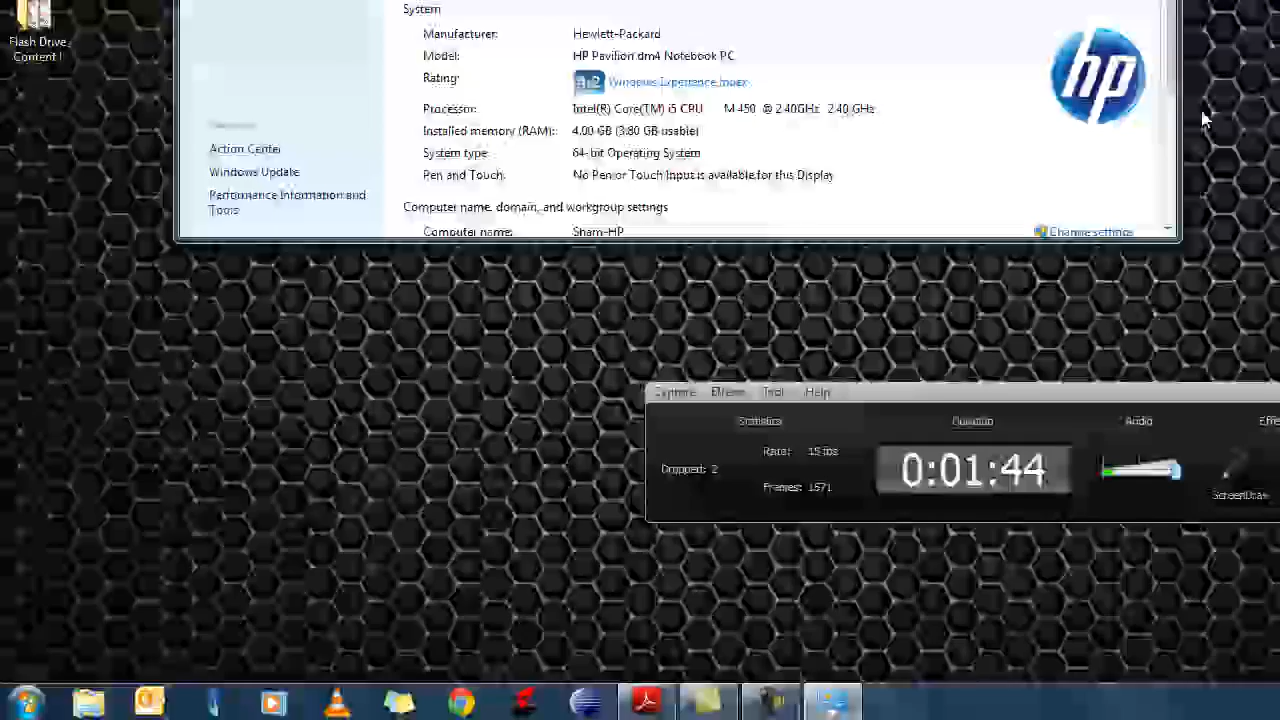 Flash Drive
Content !
System
Manufacturer: Hewlett-Packard
Model: HP Pavilion dm4 Notebook PC
Rating: Windows Experience Index
Processor: Intel(R) Core(TM) i5 CPU M 450 @ 2.40GHz 2.40 GHz
Installed memory (RAM): 4.00 GB (3.80 GB usable)
System type: 64-bit Operating System
Pen and Touch: No Pen or Touch Input is available for this Display
Computer name, domain, and workgroup settings
Computer name: Sham-HP
Change settings
Action Center
Windows Update
Performance Information and
Tools
hp
Capture Effects Tools Help
Statistics
Duration
Audio
Effe
Rate: 15 fps
Dropped: 2
Frames: 1571
0:01:44
ScreenDraw